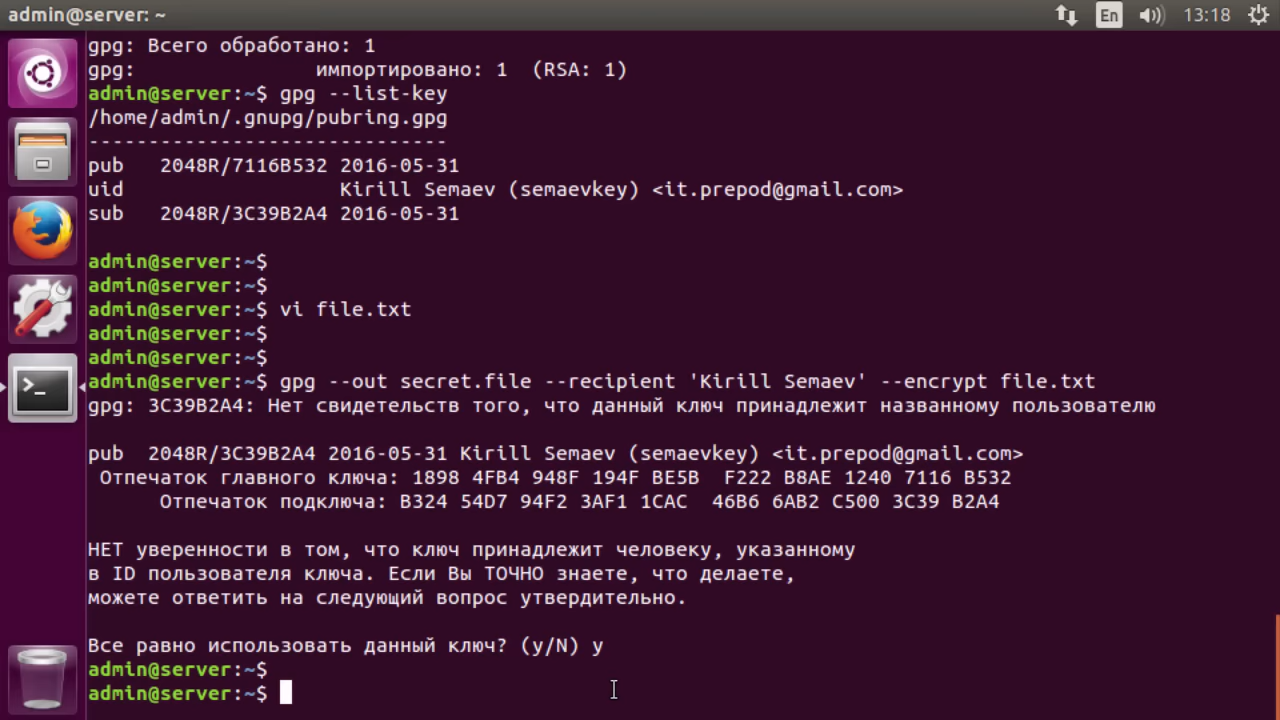 admin@server: ~
En
13:18
gpg: Всего обработано: 1
gpg:               импортировано: 1  (RSA: 1)
admin@server:~$ gpg --list-key
/home/admin/.gnupg/pubring.gpg
------------------------------
pub   2048R/7116B532 2016-05-31
uid                  Kirill Semaev (semaevkey) <it.prepod@gmail.com>
sub   2048R/3C39B2A4 2016-05-31
admin@server:~$
admin@server:~$
admin@server:~$ vi file.txt
admin@server:~$
admin@server:~$
admin@server:~$ gpg --out secret.file --recipient 'Kirill Semaev' --encrypt file.txt
gpg: 3C39B2A4: Нет свидетельств того, что данный ключ принадлежит названному пользователю
pub  2048R/3C39B2A4 2016-05-31 Kirill Semaev (semaevkey) <it.prepod@gmail.com>
 Отпечаток главного ключа: 1898 4FB4 948F 194F BE5B  F222 B8AE 1240 7116 B532
      Отпечаток подключа: B324 54D7 94F2 3AF1 1CAC  46B6 6AB2 C500 3C39 B2A4
НЕТ уверенности в том, что ключ принадлежит человеку, указанному
в ID пользователя ключа. Если Вы ТОЧНО знаете, что делаете,
можете ответить на следующий вопрос утвердительно.
Все равно использовать данный ключ? (y/N) y
admin@server:~$
admin@server:~$